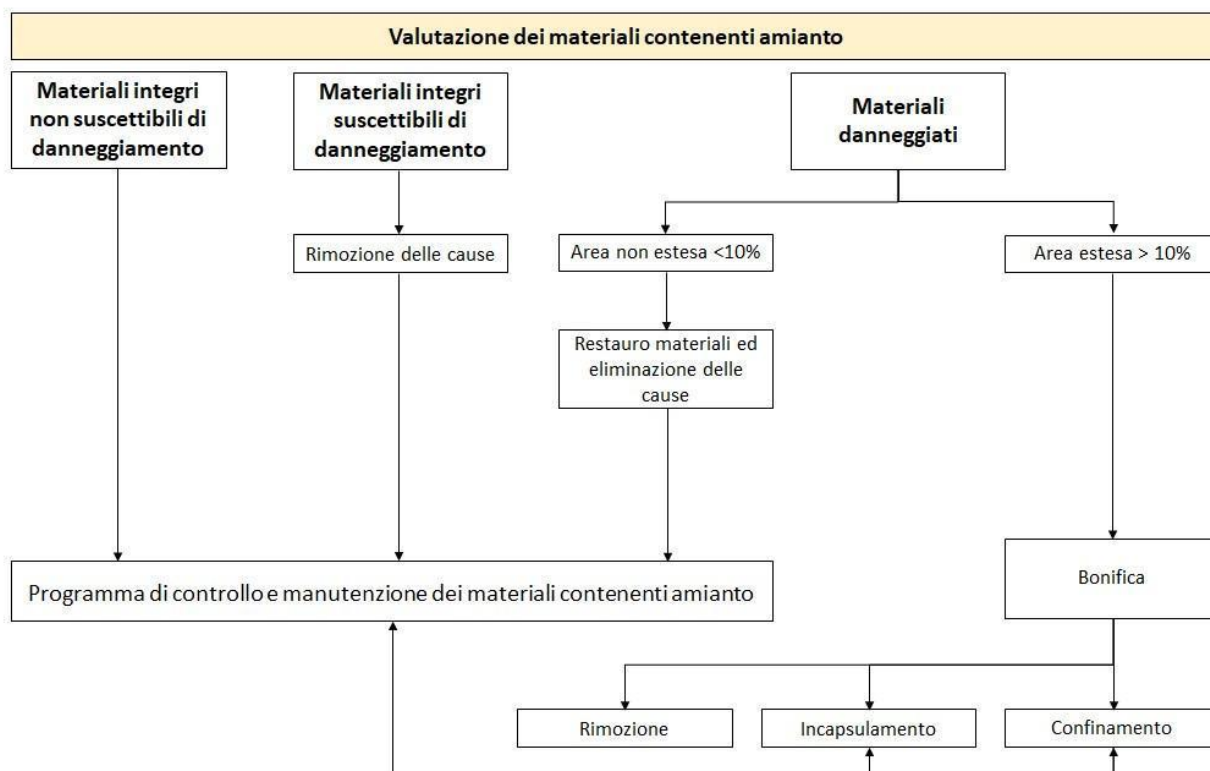 Valutazione dei materiali contenenti amianto
Materiali integri
non suscettibili di
danneggiamento
Materiali integri
suscettibili di
danneggiamento
Materiali
danneggiati
Rimozione delle cause
Area non estesa <10%
Area estesa > 10%
Restauro materiali ed
eliminazione delle
cause
Programma di controllo e manutenzione dei materiali contenenti amianto
Bonifica
Rimozione
Incapsulamento
Confinamento